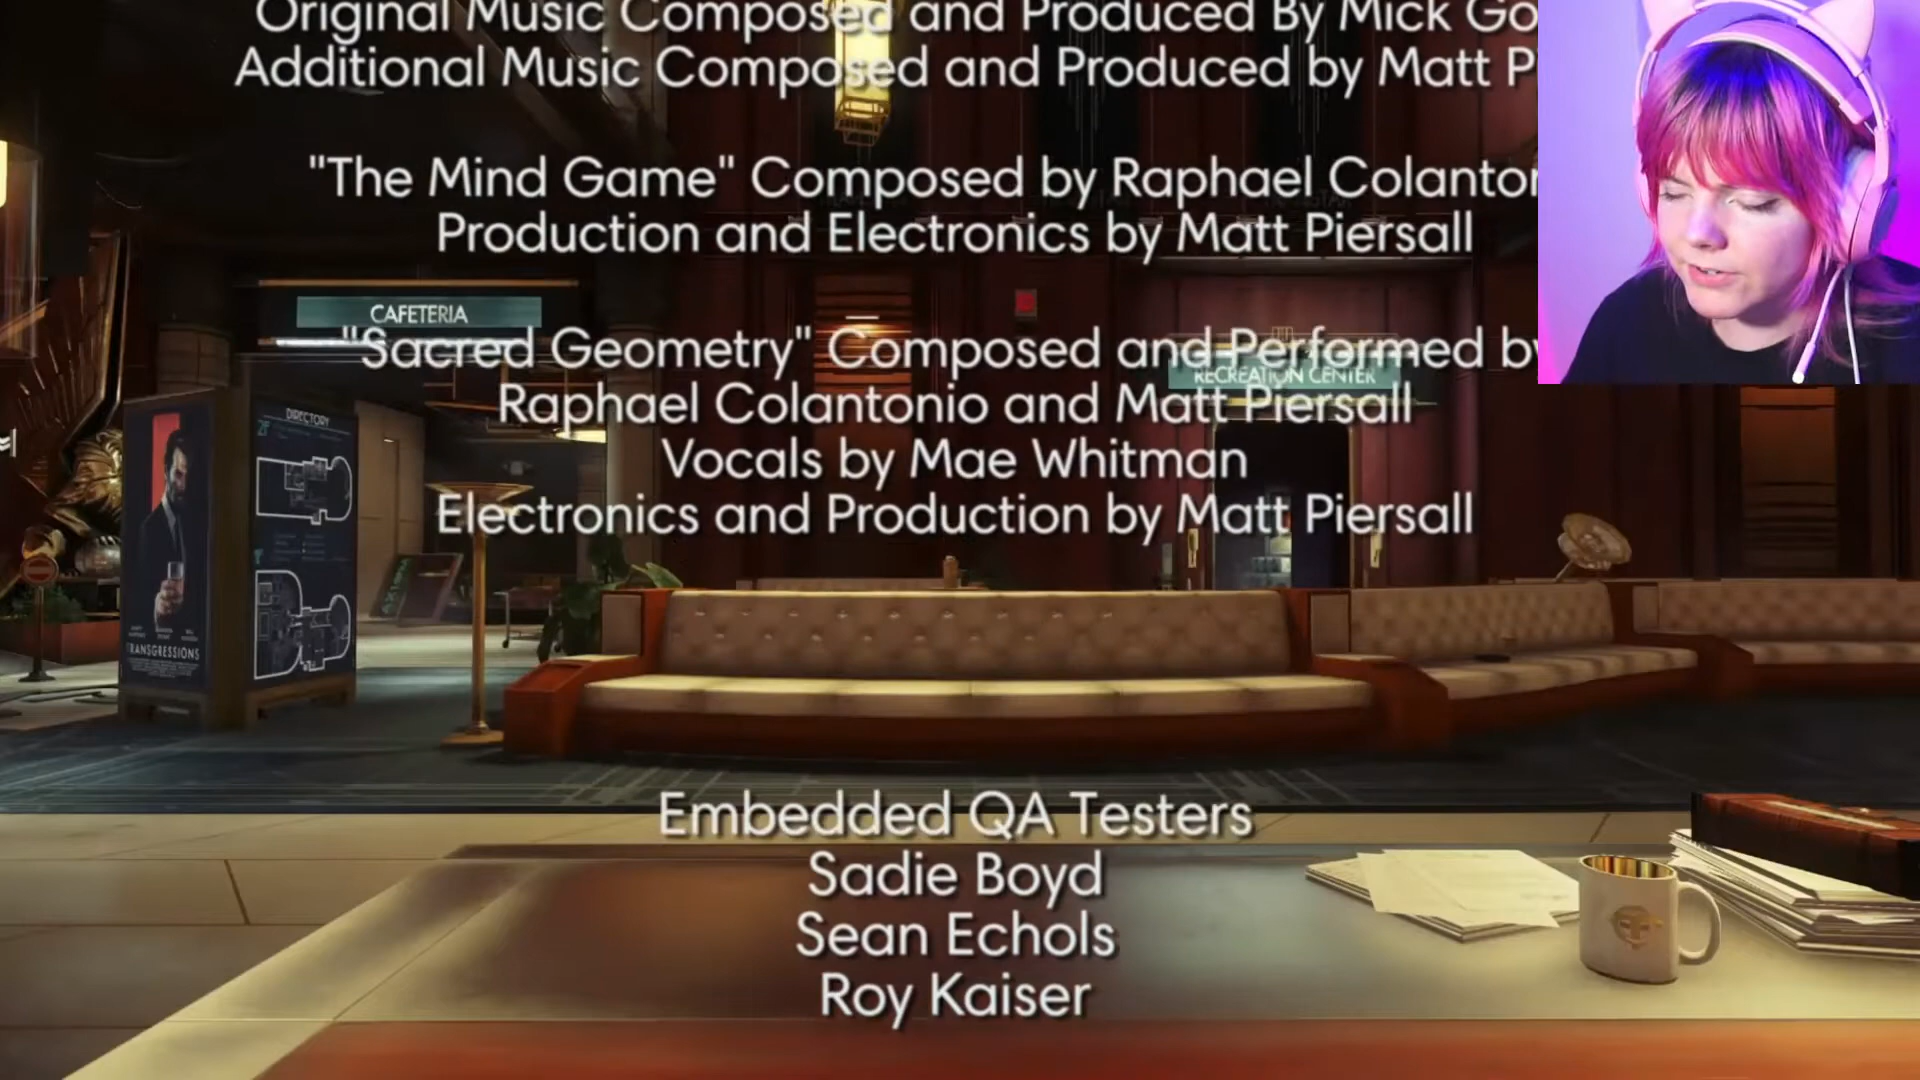 Original Music Composed and Produced By Mick Go
Additional Music Composed and Produced by Matt P
"The Mind Game" Composed by Raphael Colanton
Production and Electronics by Matt Piersall
CAFETERIA
"Sacred Geometry" Composed and Performed by
RECREATION CENTER
Raphael Colantonio and Matt Piersall
Vocals by Mae Whitman
Electronics and Production by Matt Piersall
DIRECTORY
TRANSGRESSIONS
Embedded QA Testers
Sadie Boyd
Sean Echols
Roy Kaiser